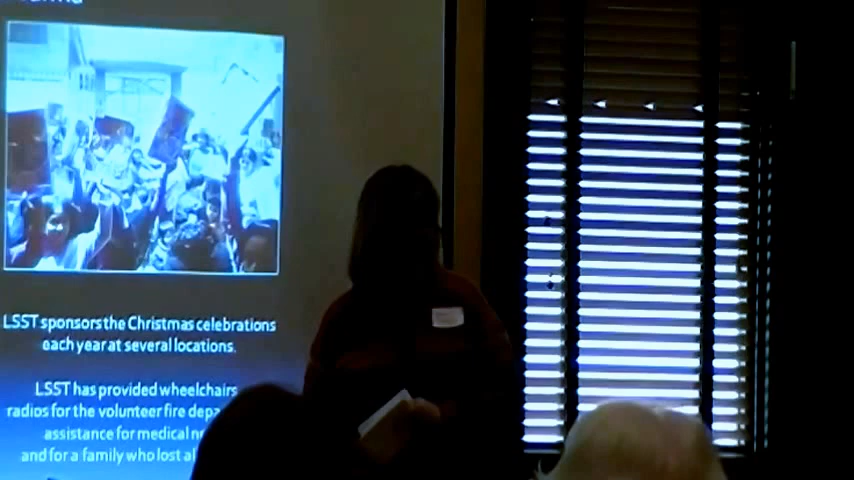 LSST sponsors the Christmas celebrations
each year at several locations.
LSST has provided wheelchairs
radios for the volunteer fire
assistance for medical
and for a family who lost